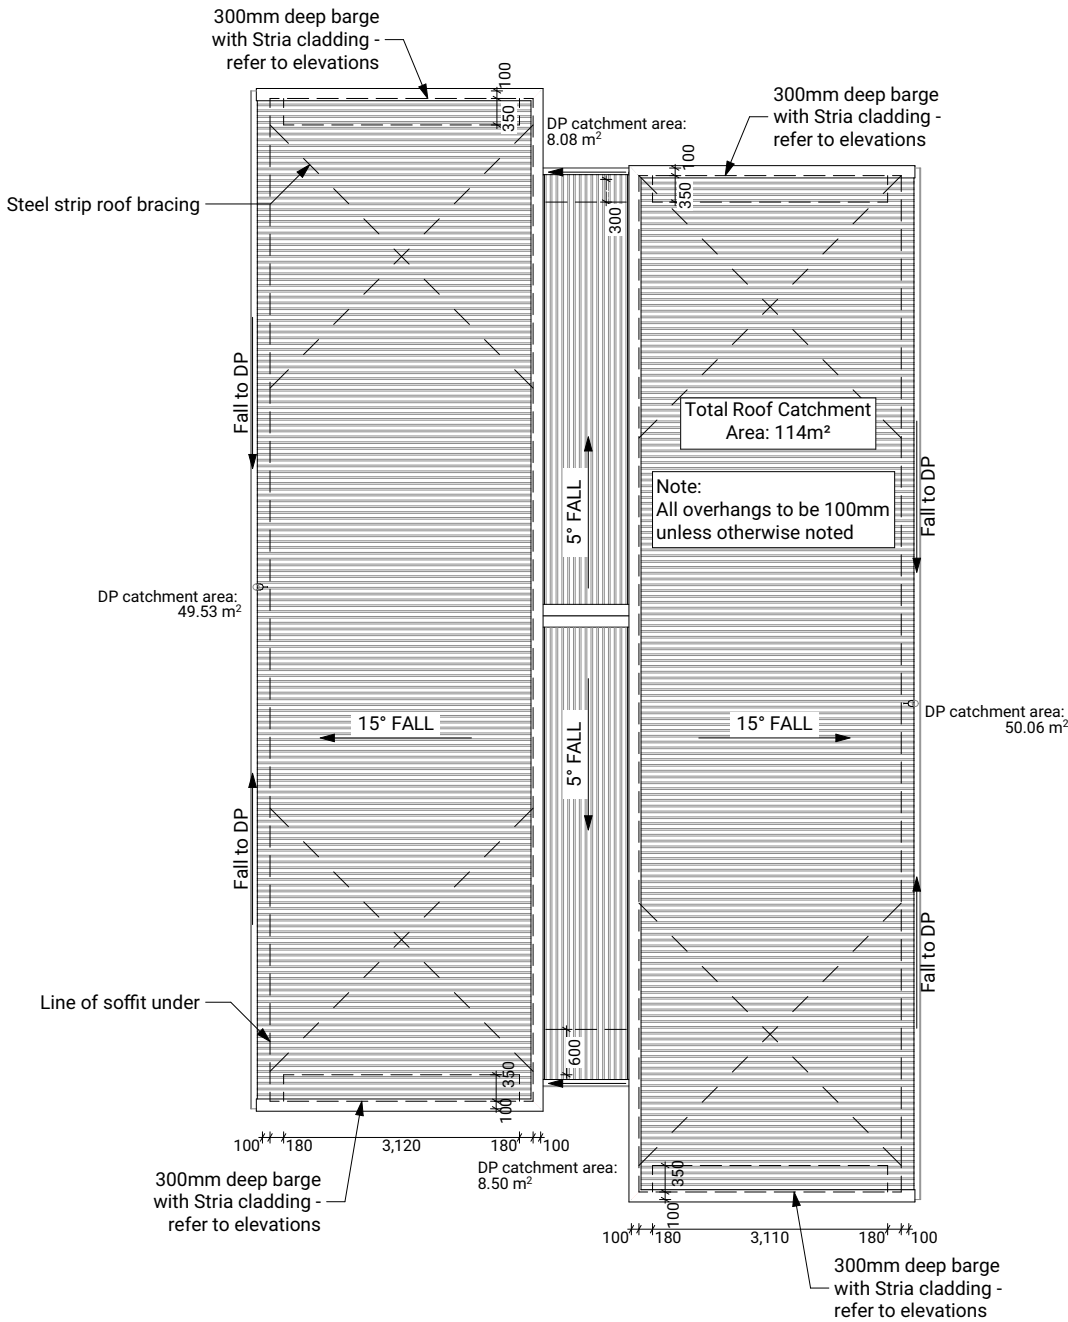 300mm deep barge
with Stria cladding -
refer to elevations
100
350
DP catchment area:
8.08 m²
300mm deep barge
with Stria cladding -
refer to elevations
100
350
300
Steel strip roof bracing
Fall to DP
Total Roof Catchment
Area: 114m²
Note:
All overhangs to be 100mm
unless otherwise noted
Fall to DP
5° FALL
DP catchment area:
49.53 m²
15° FALL
5° FALL
15° FALL
DP catchment area:
50.06 m²
Fall to DP
Fall to DP
Line of soffit under
600
350
100
100 180 3,120 180 100
DP catchment area:
8.50 m²
300mm deep barge
with Stria cladding -
refer to elevations
350
100
100 180 3,110 180 100
300mm deep barge
with Stria cladding -
refer to elevations